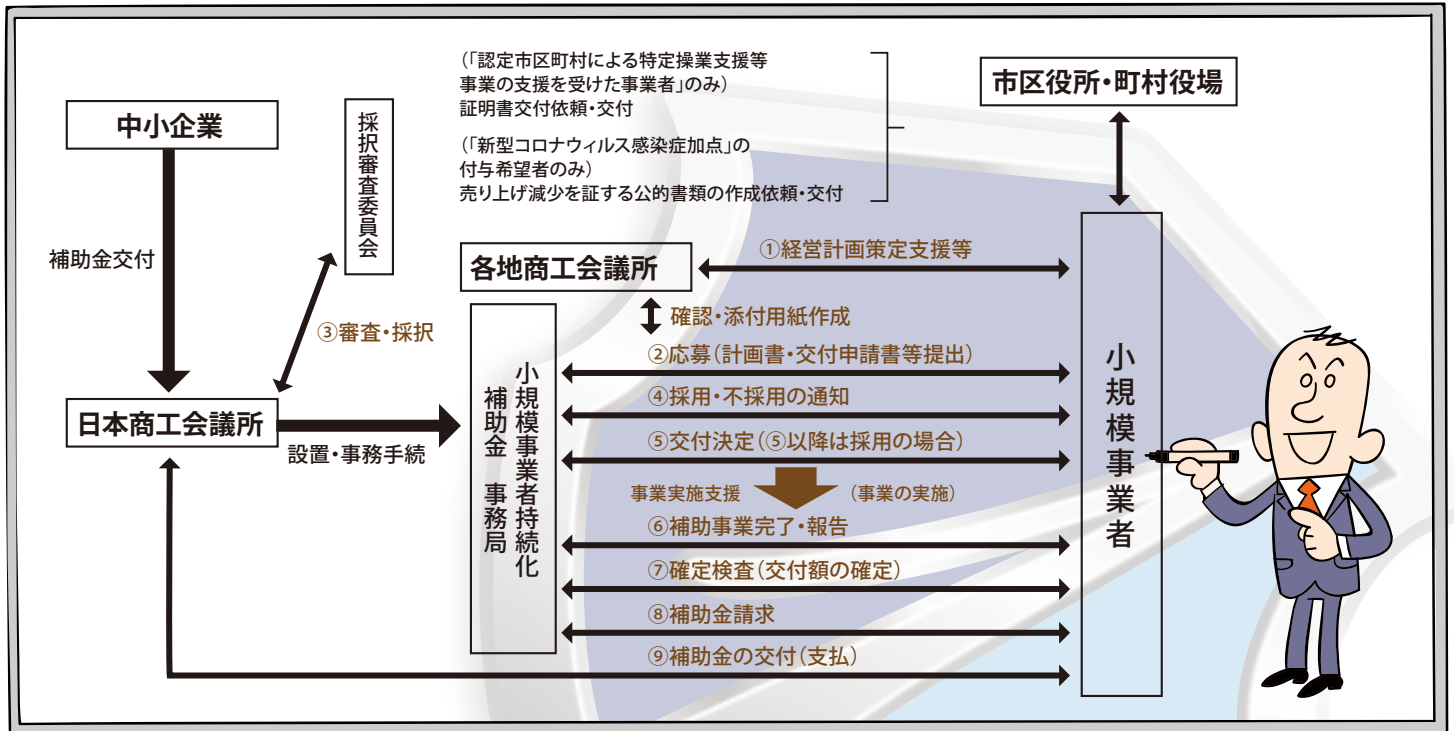 (「認定市区町村による特定操業支援等
事業の支援を受けた事業者」のみ)
証明書交付依頼・交付
(「新型コロナウィルス感染症加点」の
付与希望者のみ)
売り上げ減少を証する公的書類の作成依頼・交付
市区役所・町村役場
中小企業
採択審査委員会
補助金交付
③審査・採択
日本商工会議所
設置・事務手続
各地商工会議所
①経営計画策定支援等
確認・添付用紙作成
小規模事業者持続化
補助金 事務局
②応募(計画書・交付申請書等提出)
④採用・不採用の通知
⑤交付決定(⑤以降は採用の場合)
事業実施支援
(事業の実施)
⑥補助事業完了・報告
⑦確定検査(交付額の確定)
⑧補助金請求
⑨補助金の交付(支払)
小規模事業者